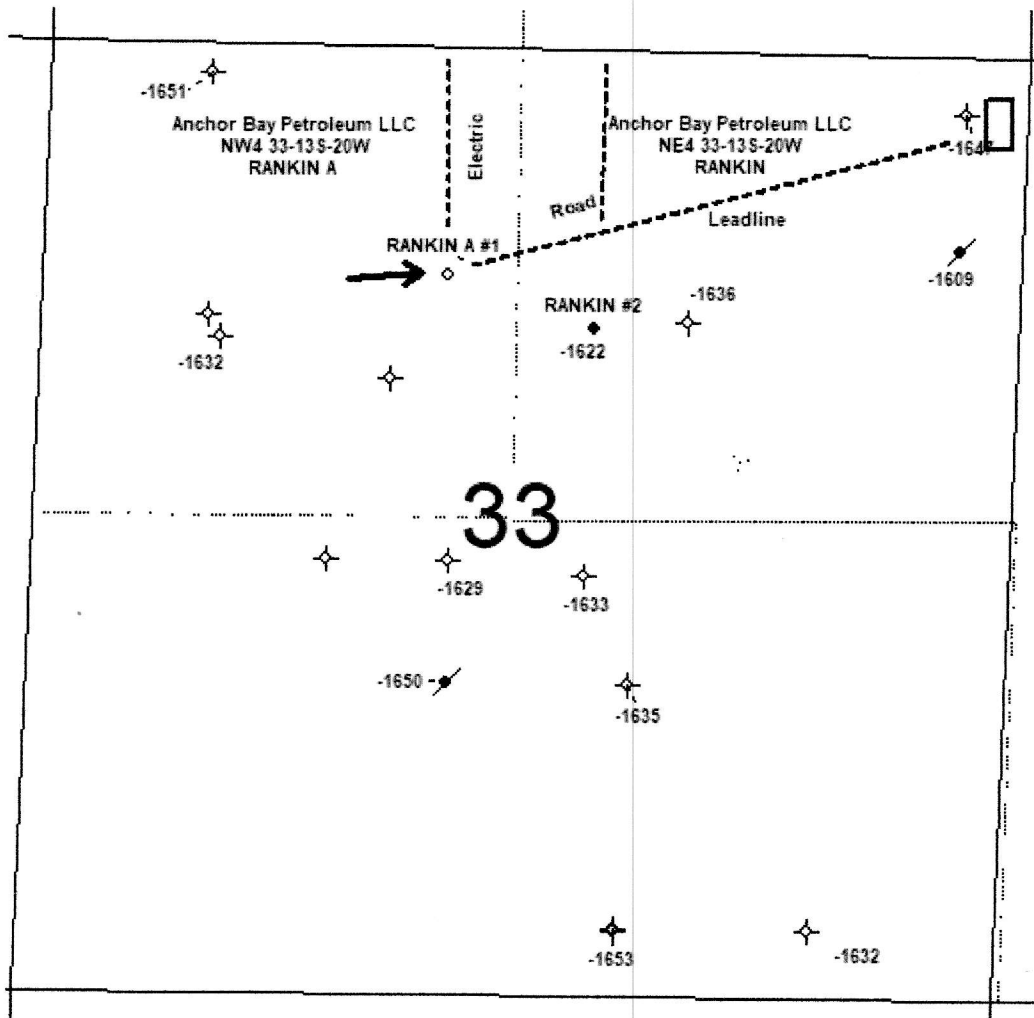 -1651
Anchor Bay Petroleum LLC
NW4 33-13S-20W
RANKIN A
Electric
Anchor Bay Petroleum LLC
NE4 33-13S-20W
RANKIN
Road
Leadline
RANKIN A #1
-1609
RANKIN #2
-1636
-1622
-1632
33
-1629
-1633
-1650
-1635
-1653
-1632